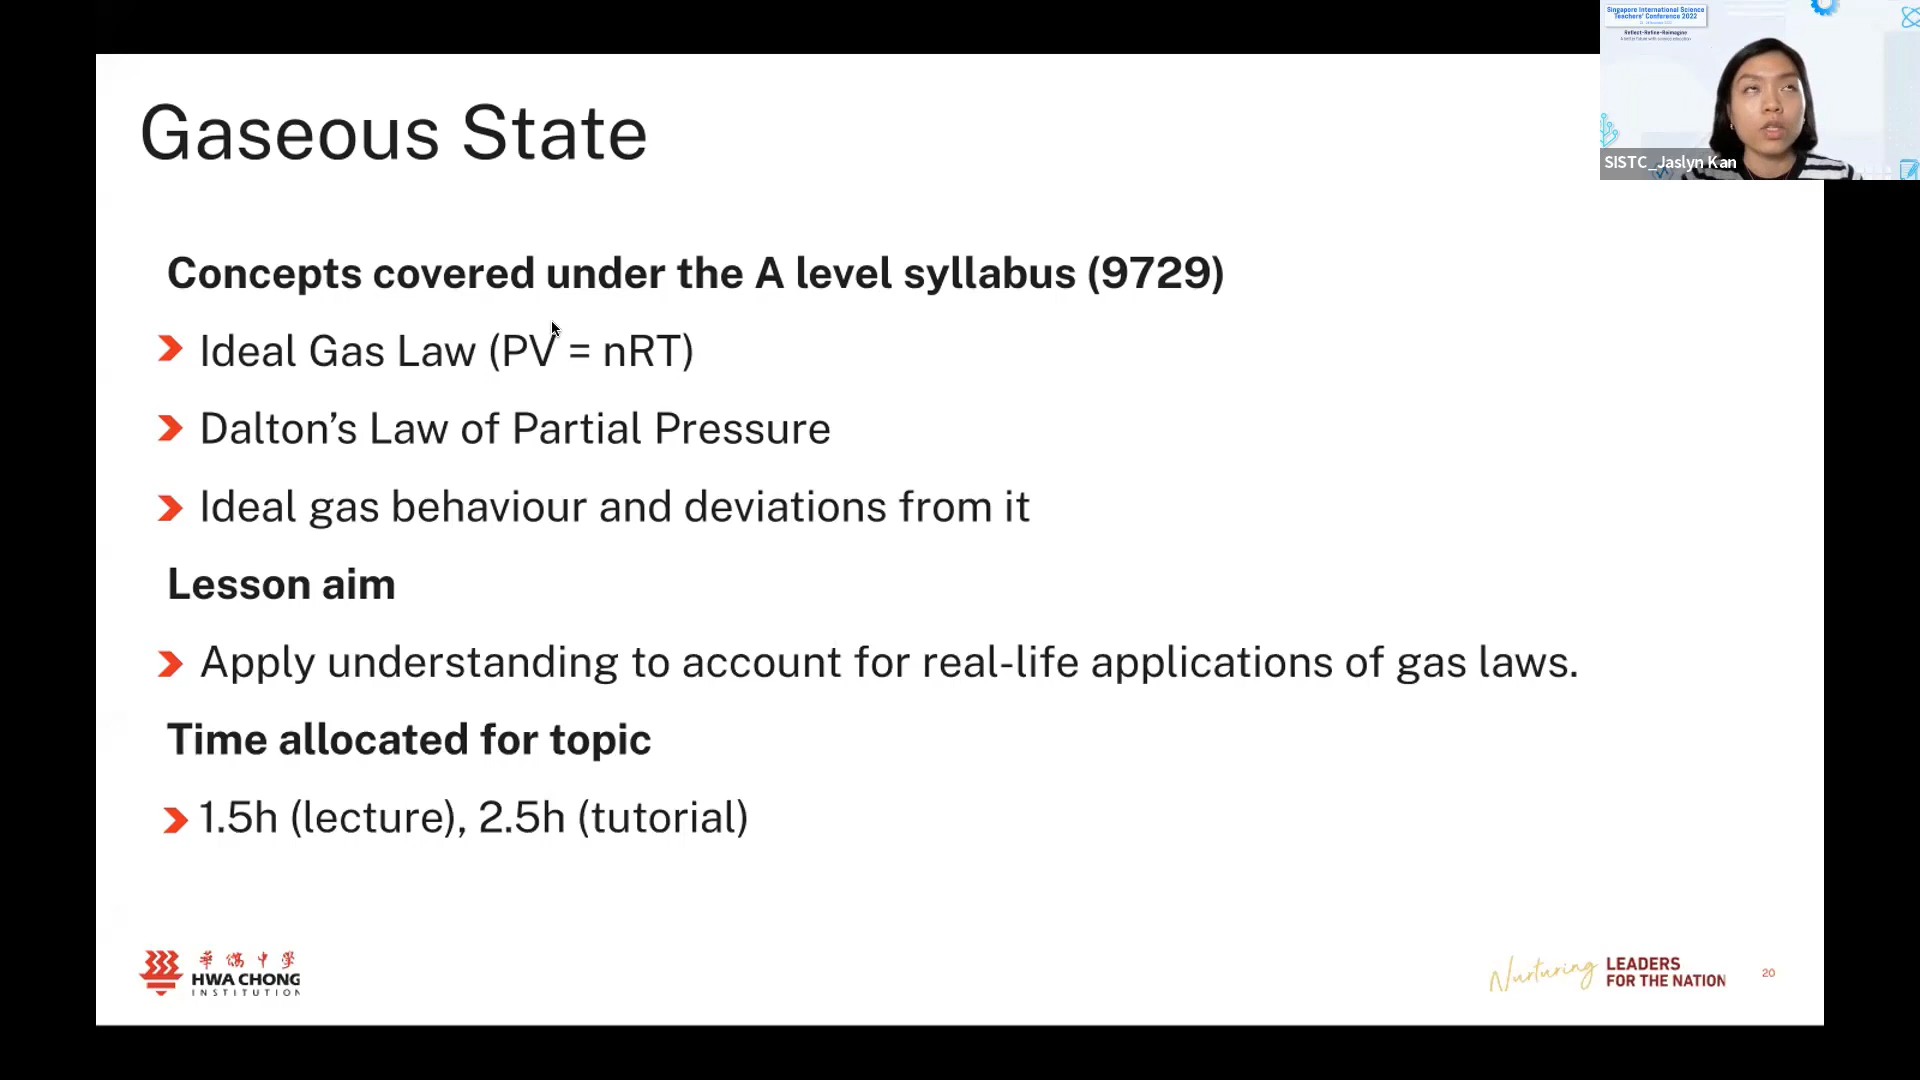 Singapore International Science
Teachers' Conference 2022
Reflect-Refine-Reimagine
SISTC_Jaslyn Kan
Gaseous State
Concepts covered under the A level syllabus (9729)
Ideal Gas Law (PV = nRT)
Dalton's Law of Partial Pressure
Ideal gas behaviour and deviations from it
Lesson aim
Apply understanding to account for real-life applications of gas laws.
Time allocated for topic
1.5h (lecture), 2.5h (tutorial)
華僑中學
HWA CHONG
INSTITUTION
Nurturing LEADERS
FOR THE NATION
20